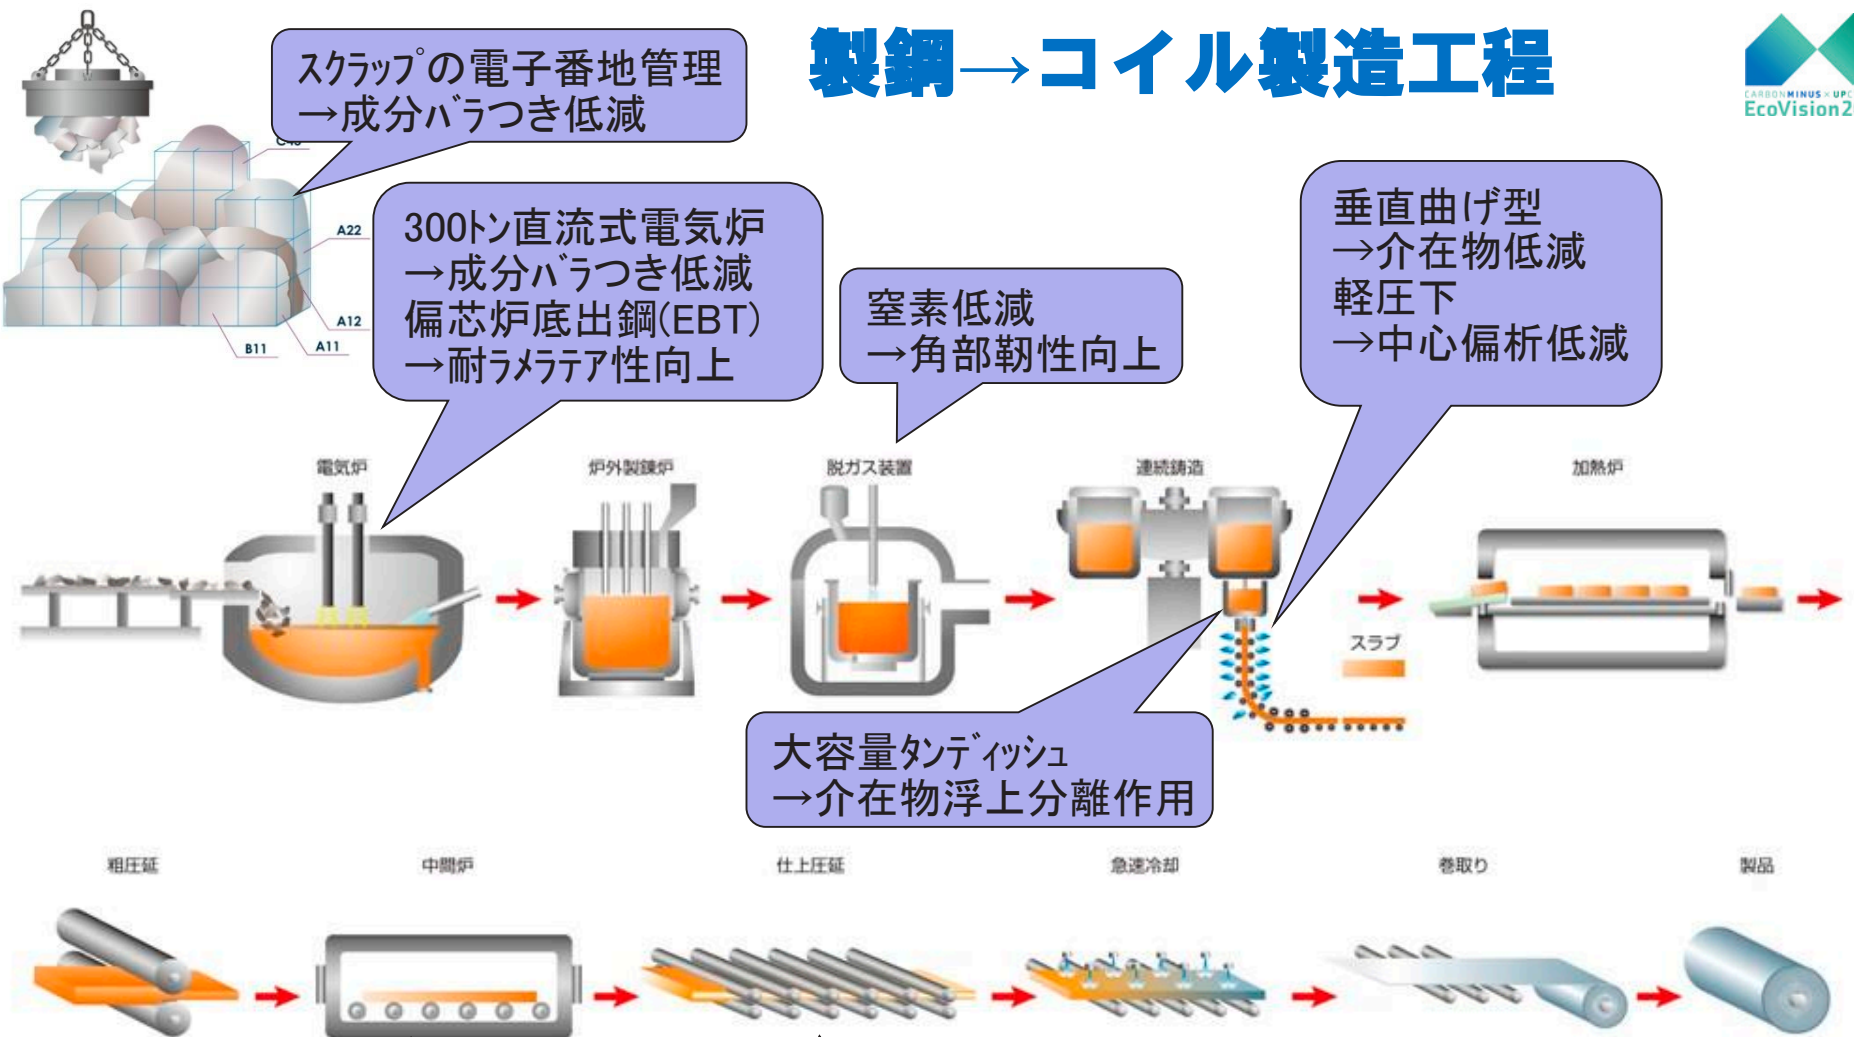 製鋼→コイル製造工程
CARBON MINUS × UPC
EcoVision2
ｽｸﾗｯﾌﾟの電子番地管理
→成分ﾊﾞﾗつき低減
A22
A12
A11
B11
300ﾄﾝ直流式電気炉
→成分ﾊﾞﾗつき低減
偏芯炉底出鋼(EBT)
→耐ﾗﾒﾗﾃｱ性向上
窒素低減
→角部靭性向上
垂直曲げ型
→介在物低減
軽圧下
→中心偏析低減
電気炉
炉外製錬炉
脱ガス装置
連続鋳造
加熱炉
スラブ
大容量ﾀﾝﾃﾞｨｯｼｭ
→介在物浮上分離作用
粗圧延
中間炉
仕上圧延
急速冷却
巻取り
製品